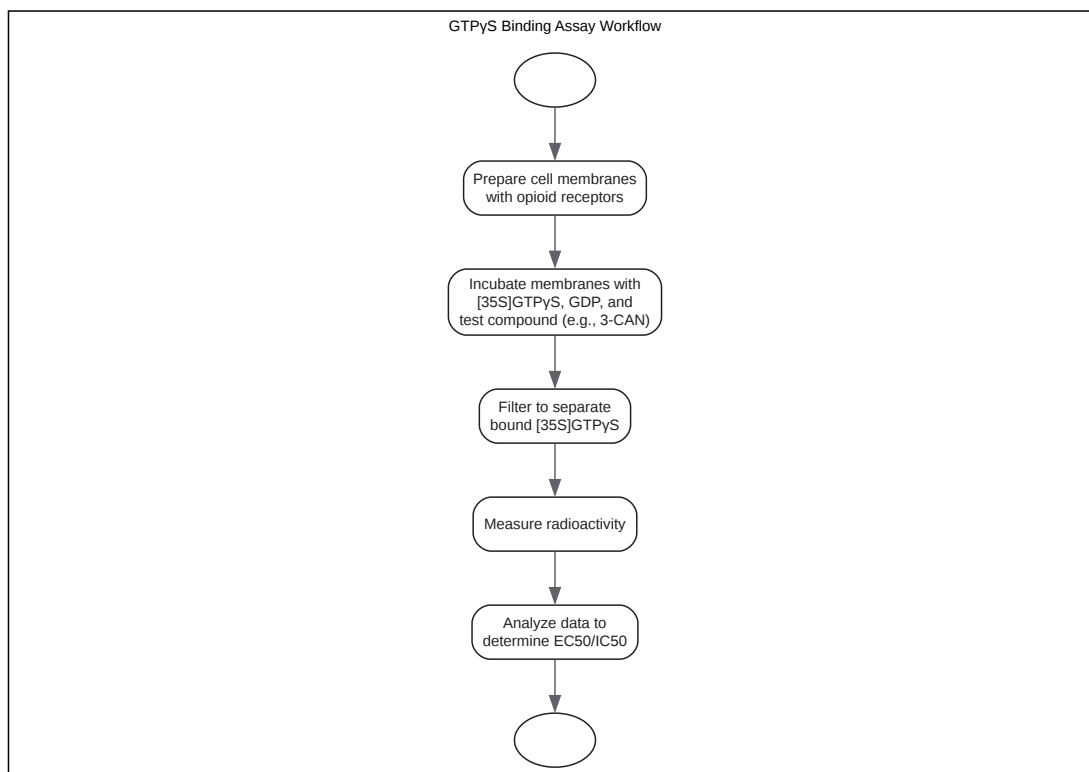 GTPγS Binding Assay Workflow
Prepare cell membranes
with opioid receptors
Incubate membranes with
[35S]GTPγS, GDP, and
test compound (e.g., 3-CAN)
Filter to separate
bound [35S]GTPγS
Measure radioactivity
Analyze data to
determine EC50/IC50